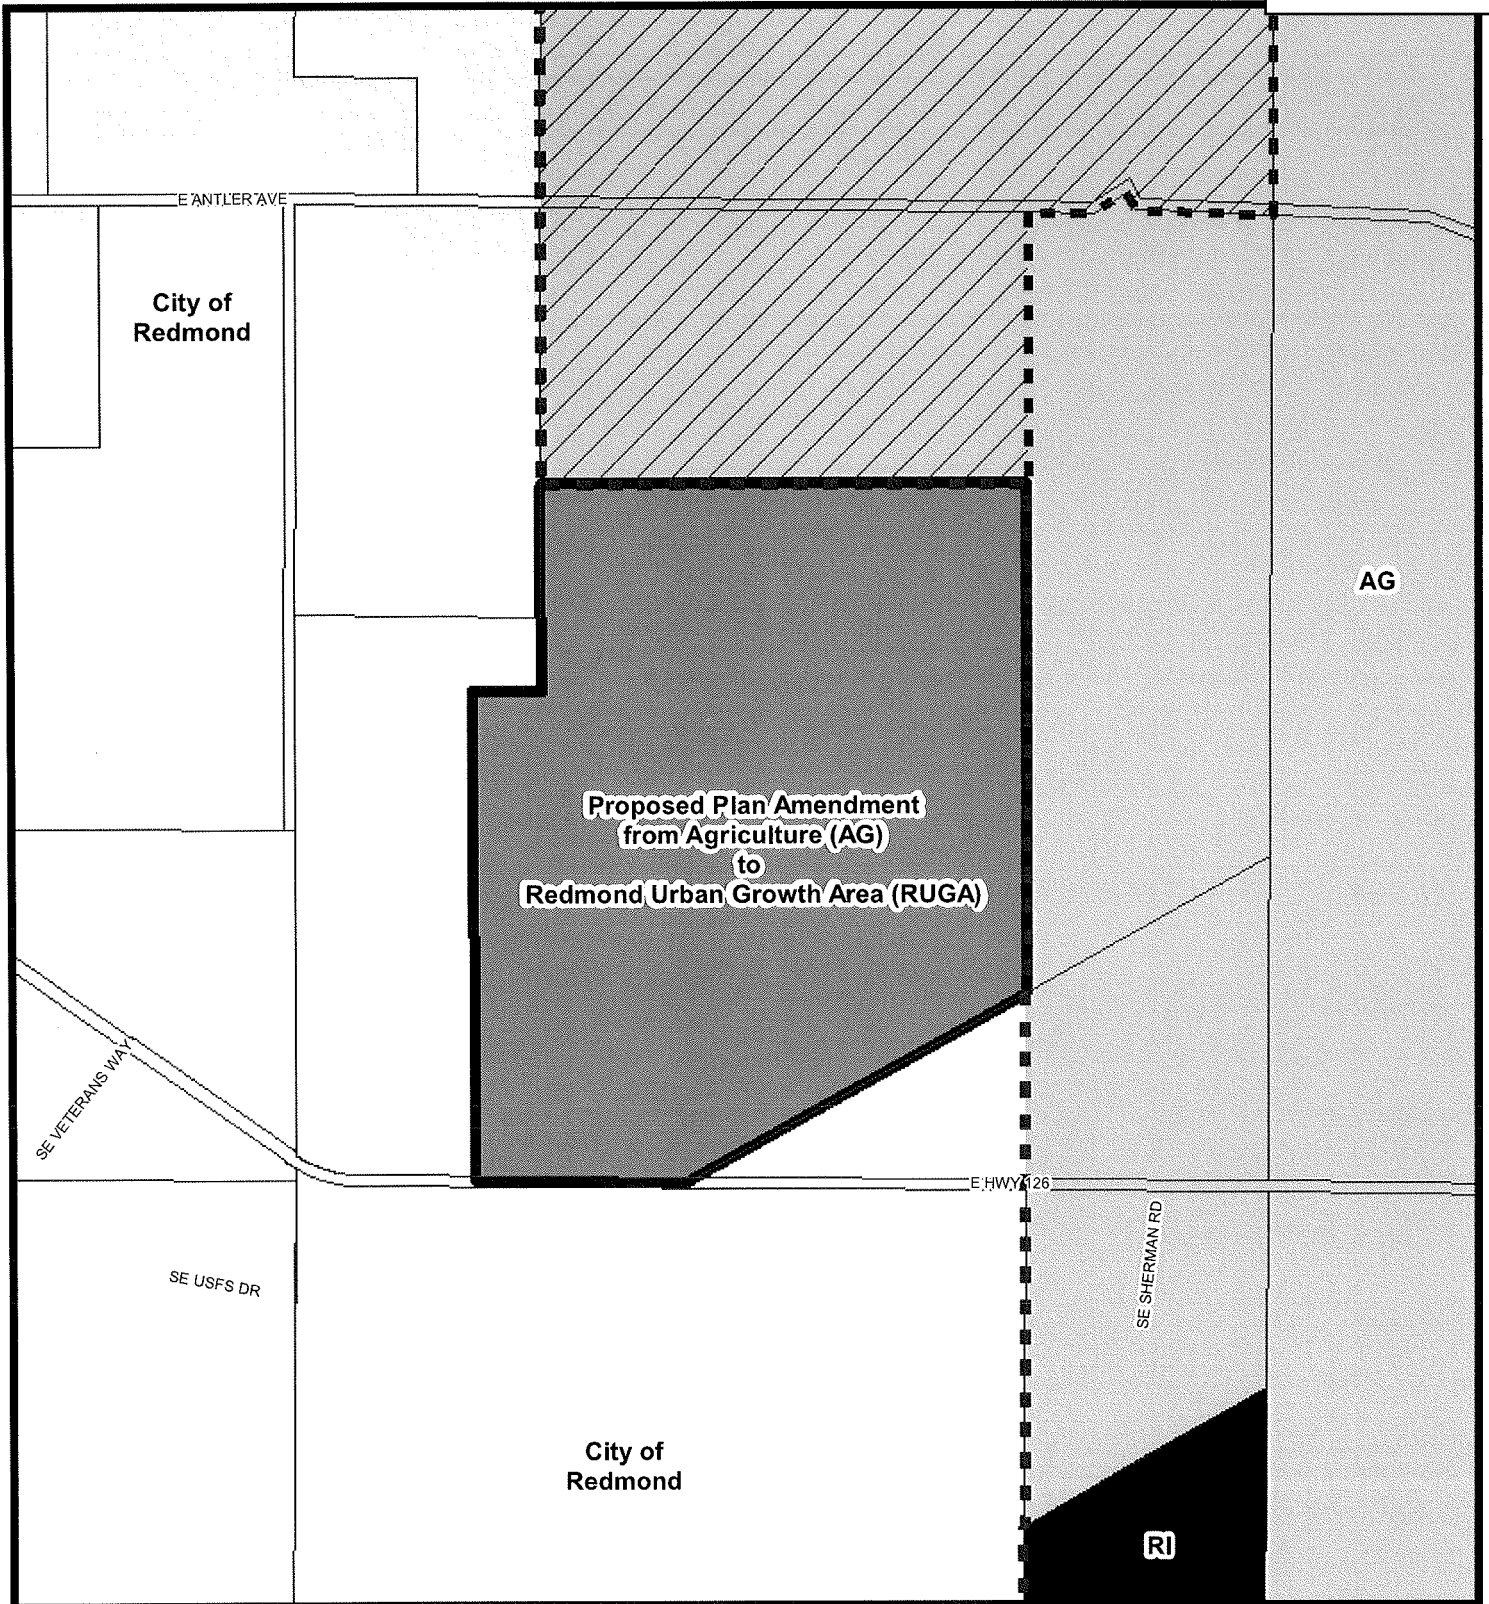 E ANTLER AVE
City of
Redmond
AG
Proposed Plan Amendment
from Agriculture (AG)
to
Redmond Urban Growth Area (RUGA)
SE VETERANS WAY
E HWY 126
SE USFS DR
SE SHERMAN RD
City of
Redmond
RI